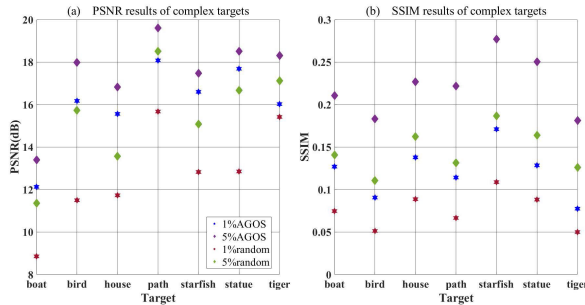 (a) PSNR results of complex targets
20
18
16
14
12
10
8
PSNR(dB)
boat bird house path starfish statue tiger
Target
1%AGOS
5%AGOS
1%random
5%random
(b) SSIM results of complex targets
0.3
0.25
0.2
0.15
0.1
0.05
0
SSIM
boat bird house path starfish statue tiger
Target